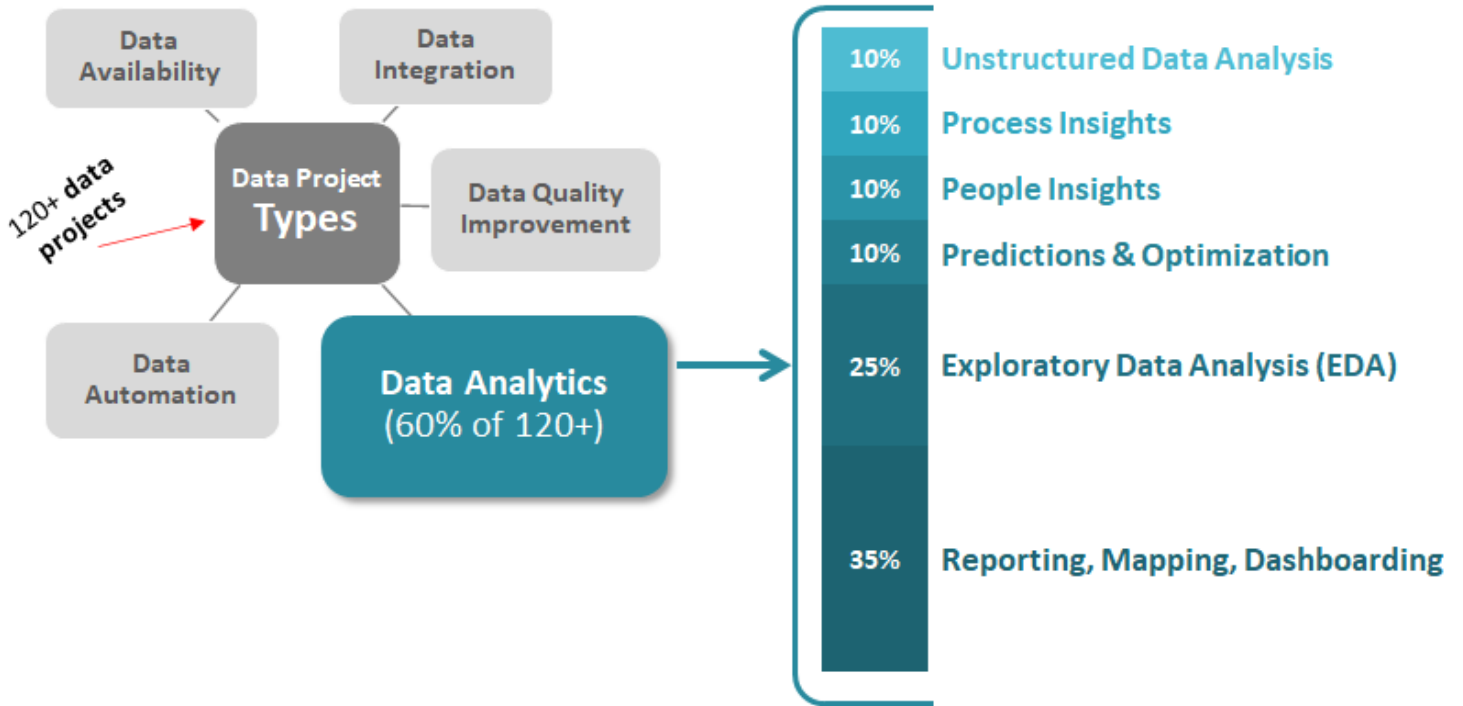 Data
Availability
Data
Integration
120+ data
projects
Data Project
Types
Data Quality
Improvement
Data
Automation
Data Analytics
(60% of 120+)
10% Unstructured Data Analysis
10% Process Insights
10% People Insights
10% Predictions & Optimization
25% Exploratory Data Analysis (EDA)
35% Reporting, Mapping, Dashboarding